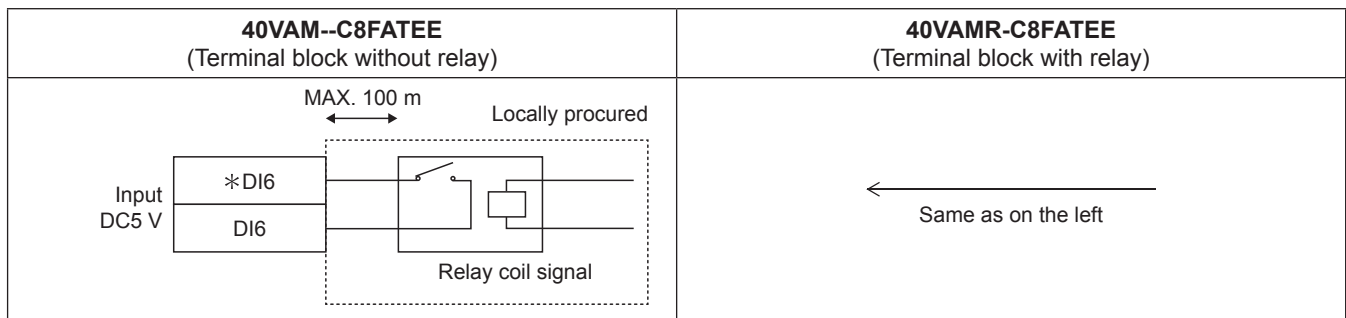 40VAM--C8FATEE
(Terminal block without relay)
40VAMR-C8FATEE
(Terminal block with relay)
MAX. 100 m
Locally procured
Input
DC5 V
＊DI6
DI6
Relay coil signal
Same as on the left